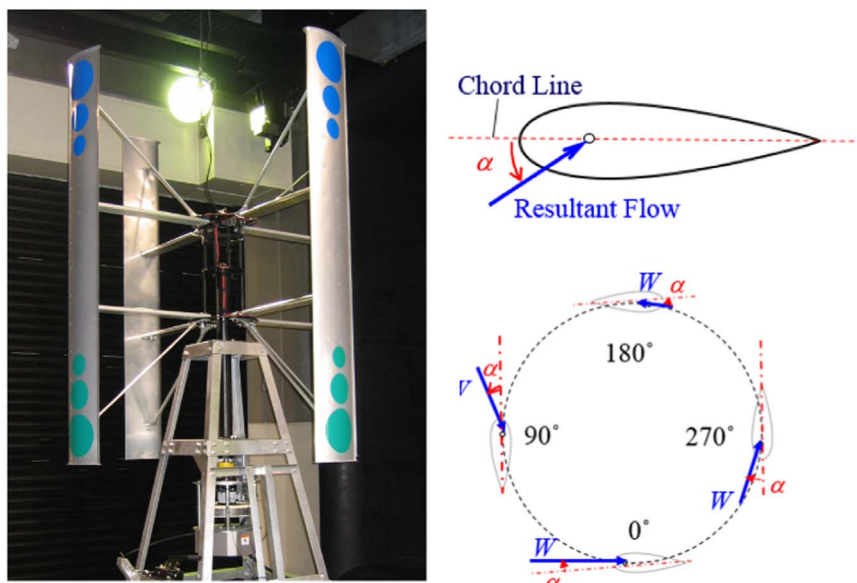 Chord Line
α
Resultant Flow
W
α
180°
α
90°
270°
W
α
0°
W
α